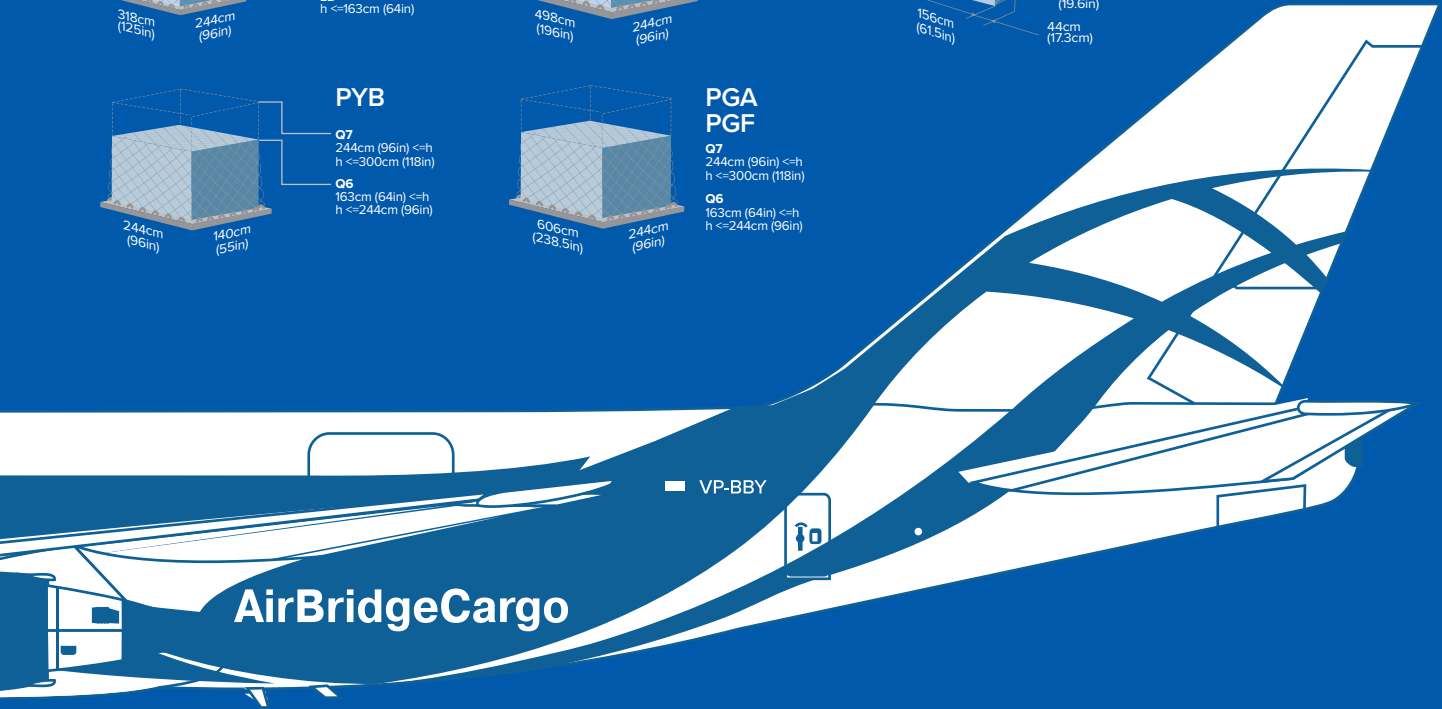 h <=163cm (64in)
318cm
(125in)
244cm
(96in)
498cm
(196in)
244cm
(96in)
(19.6in)
156cm
(61.5in)
44cm
(17.3cm)
PYB
Q7
244cm (96in) <=h
h <=300cm (118in)
Q6
163cm (64in) <=h
h <=244cm (96in)
244cm
(96in)
140cm
(55in)
PGA
PGF
Q7
244cm (96in) <=h
h <=300cm (118in)
Q6
163cm (64in) <=h
h <=244cm (96in)
606cm
(238.5in)
244cm
(96in)
VP-BBY
AirBridgeCargo